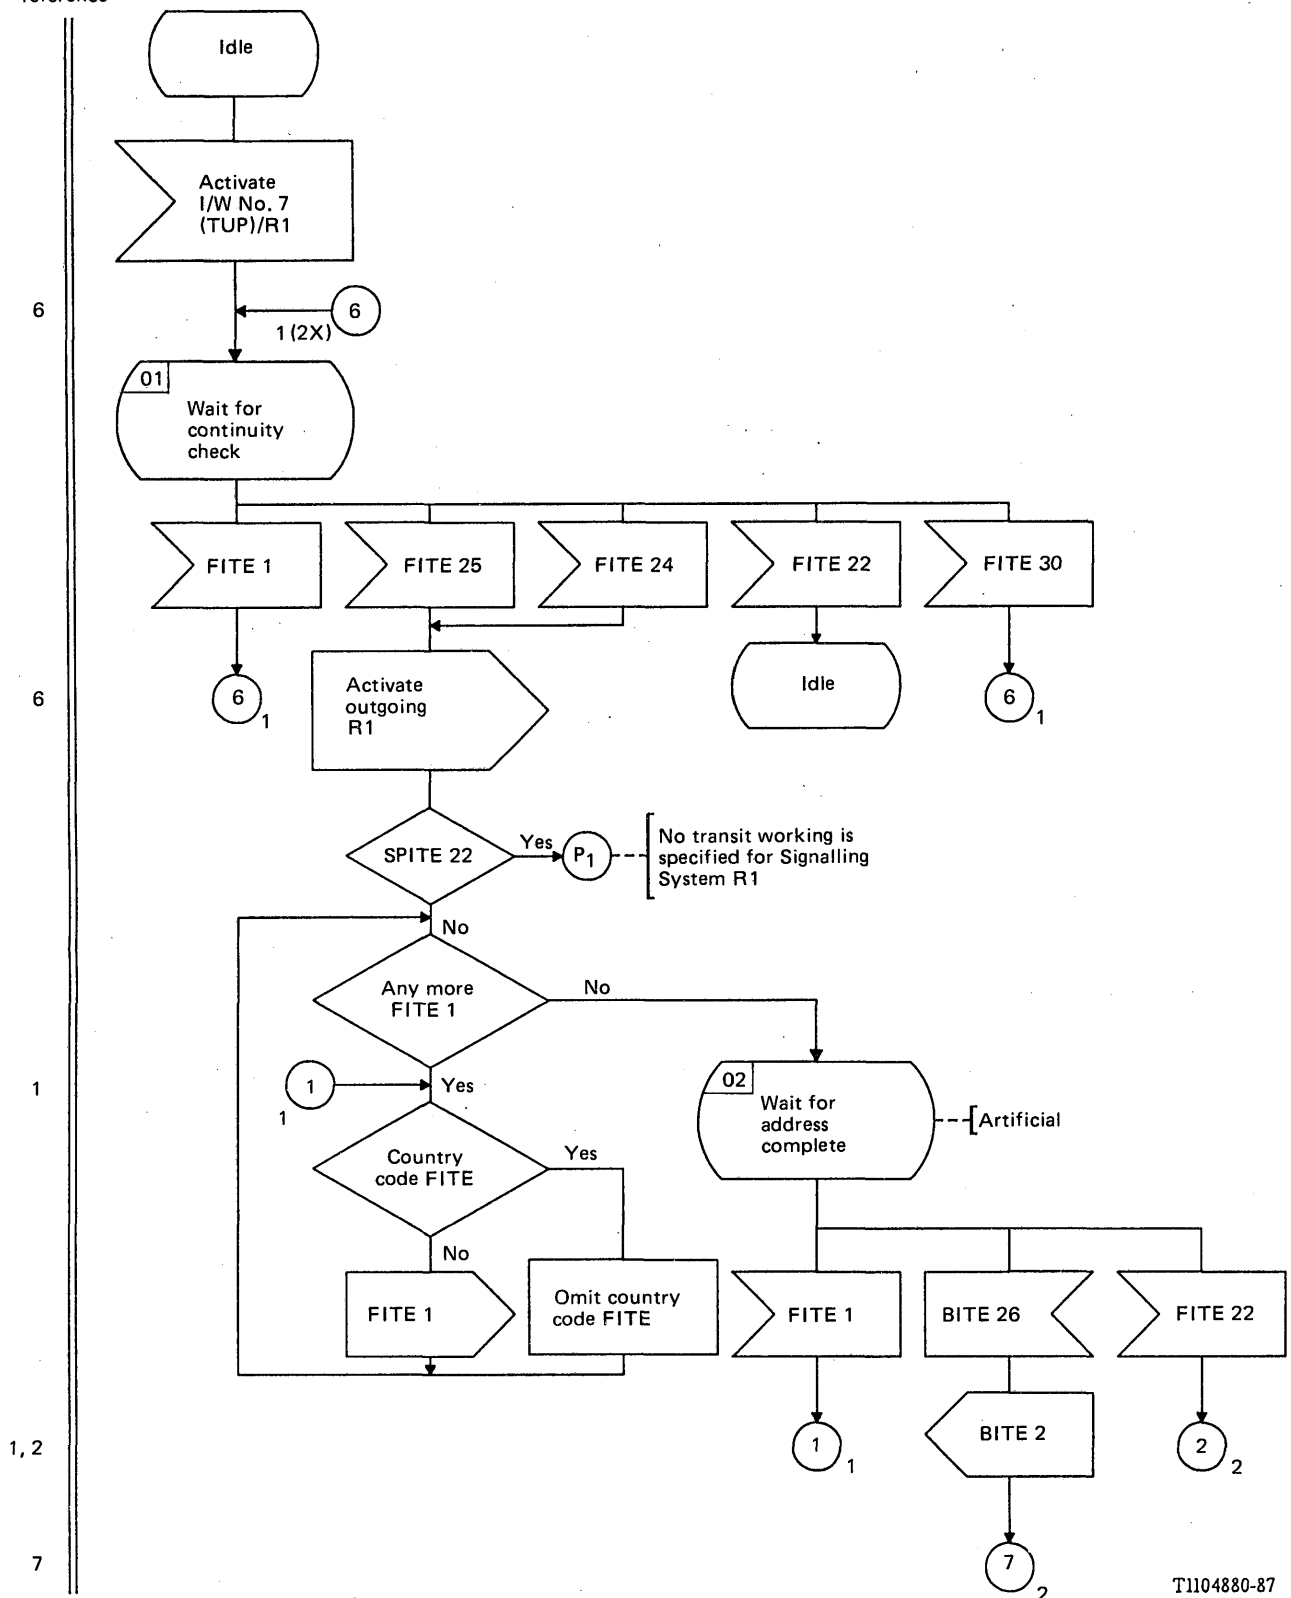 Idle
Activate
I/W No. 7
(TUP)/R1
6
6
1 (2X)
01
Wait for
continuity
check
FITE 1
FITE 25
FITE 24
FITE 22
FITE 30
6
6
1
Activate
outgoing
R1
Idle
6
1
SPITE 22
Yes
P1
No transit working is
specified for Signalling
System R1
No
Any more
FITE 1
No
1
1
1
Yes
02
Wait for
address
complete
Artificial
Country
code FITE
Yes
No
FITE 1
Omit country
code FITE
FITE 1
BITE 26
FITE 22
1, 2
1
1
BITE 2
2
2
7
7
2
T1104880-87